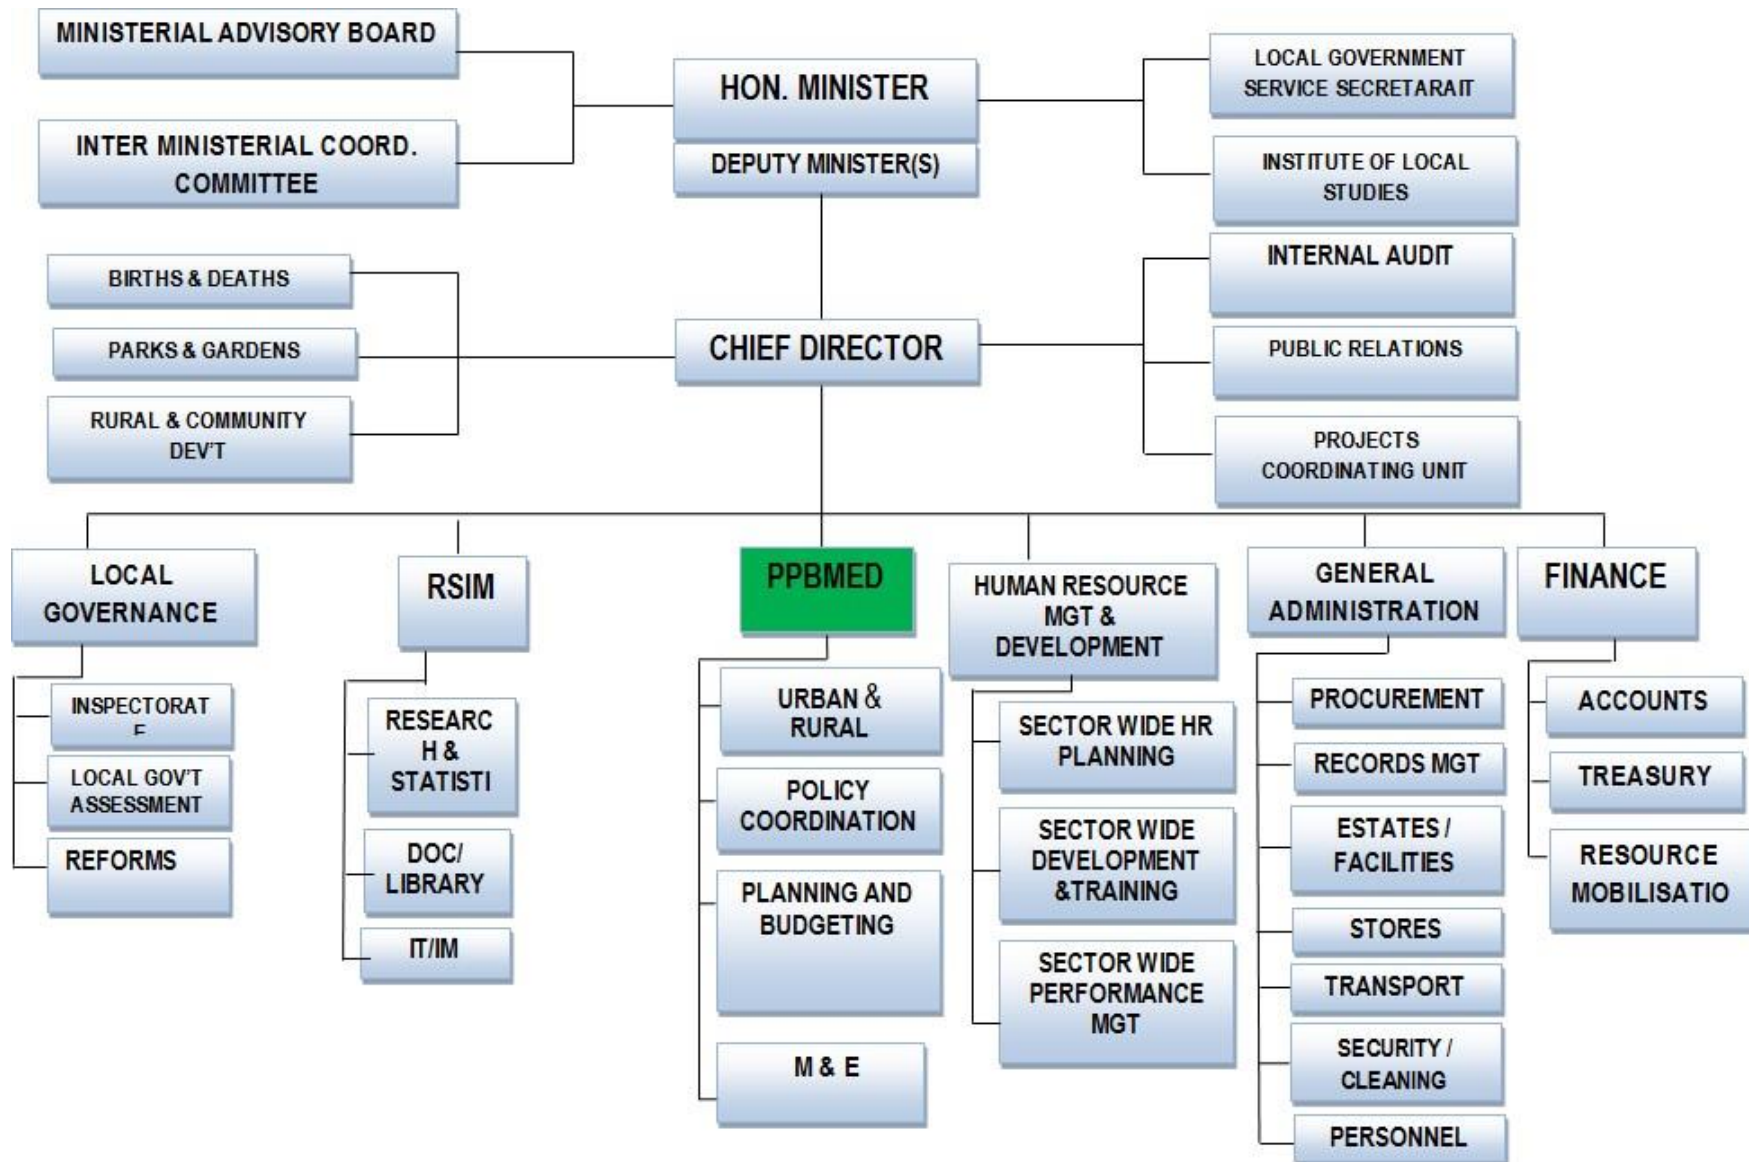 MINISTERIAL ADVISORY BOARD
INTER MINISTERIAL COORD.
COMMITTEE
HON. MINISTER
DEPUTY MINISTER(S)
LOCAL GOVERNMENT
SERVICE SECRETARAIT
INSTITUTE OF LOCAL
STUDIES
BIRTHS & DEATHS
PARKS & GARDENS
RURAL & COMMUNITY
DEV'T
CHIEF DIRECTOR
INTERNAL AUDIT
PUBLIC RELATIONS
PROJECTS
COORDINATING UNIT
LOCAL
GOVERNANCE
INSPECTORAT
LOCAL GOV'T
ASSESSMENT
REFORMS
RSIM
RESEARC
H &
STATISTI
DOC/
LIBRARY
IT/IM
PPBMED
URBAN &
RURAL
POLICY
COORDINATION
PLANNING AND
BUDGETING
M & E
HUMAN RESOURCE
MGT &
DEVELOPMENT
SECTOR WIDE HR
PLANNING
SECTOR WIDE
DEVELOPMENT
&TRAINING
SECTOR WIDE
PERFORMANCE
MGT
GENERAL
ADMINISTRATION
PROCUREMENT
RECORDS MGT
ESTATES /
FACILITIES
STORES
TRANSPORT
SECURITY /
CLEANING
PERSONNEL
FINANCE
ACCOUNTS
TREASURY
RESOURCE
MOBILISATIO